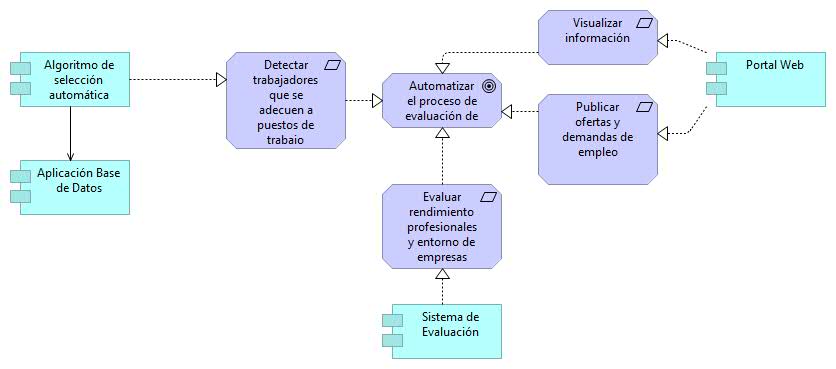 Algoritmo de
selección
automática
Aplicación Base
de Datos
Detectar
trabajadores
que se
adecuen a
puestos de
trabaio
Automatizar
el proceso de
evaluación de
Evaluar
rendimiento
profesionales
y entorno de
empresas
Sistema de
Evaluación
Visualizar
información
Publicar
ofertas y
demandas de
empleo
Portal Web